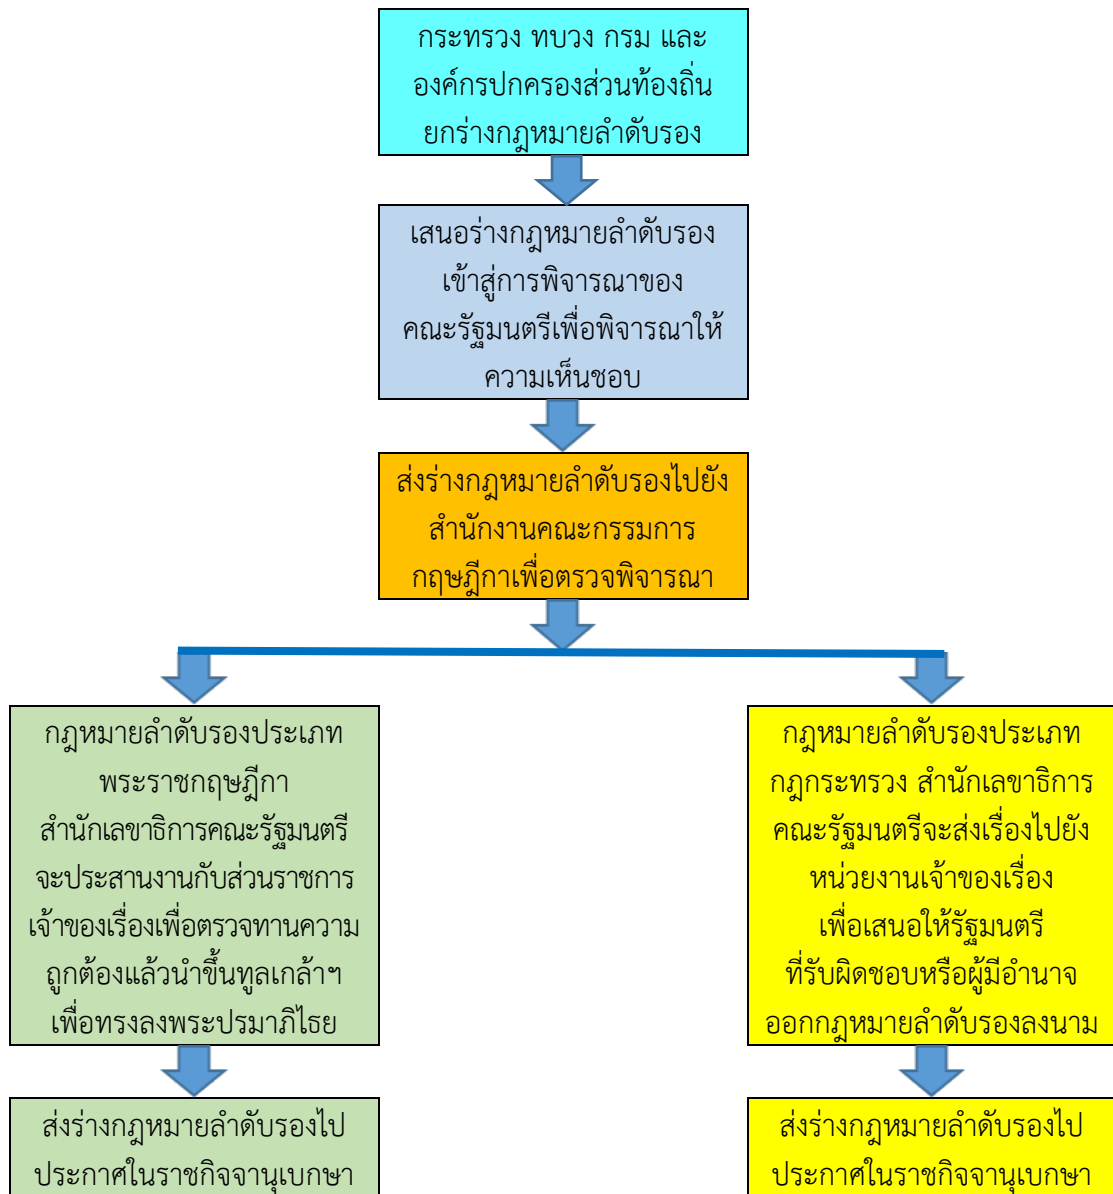 กระทรวง ทบวง กรม และ
องค์กรปกครองส่วนท้องถิ่น
ยกร่างกฎหมายลำดับรอง
เสนอร่างกฎหมายลำดับรอง
เข้าสู่การพิจารณาของ
คณะรัฐมนตรีเพื่อพิจารณาให้
ความเห็นชอบ
ส่งร่างกฎหมายลำดับรองไปยัง
สำนักงานคณะกรรมการ
กฤษฎีกาเพื่อตรวจพิจารณา
กฎหมายลำดับรองประเภท
พระราชกฤษฎีกา
สำนักเลขาธิการคณะรัฐมนตรี
จะประสานงานกับส่วนราชการ
เจ้าของเรื่องเพื่อตรวจทานความ
ถูกต้องแล้วนำขึ้นทูลเกล้าฯ
เพื่อทรงลงพระปรมาภิไธย
ส่งร่างกฎหมายลำดับรองไป
ประกาศในราชกิจจานุเบกษา
กฎหมายลำดับรองประเภท
กฎกระทรวง สำนักเลขาธิการ
คณะรัฐมนตรีจะส่งเรื่องไปยัง
หน่วยงานเจ้าของเรื่อง
เพื่อเสนอให้รัฐมนตรี
ที่รับผิดชอบหรือผู้มีอำนาจ
ออกกฎหมายลำดับรองลงนาม
ส่งร่างกฎหมายลำดับรองไป
ประกาศในราชกิจจานุเบกษา